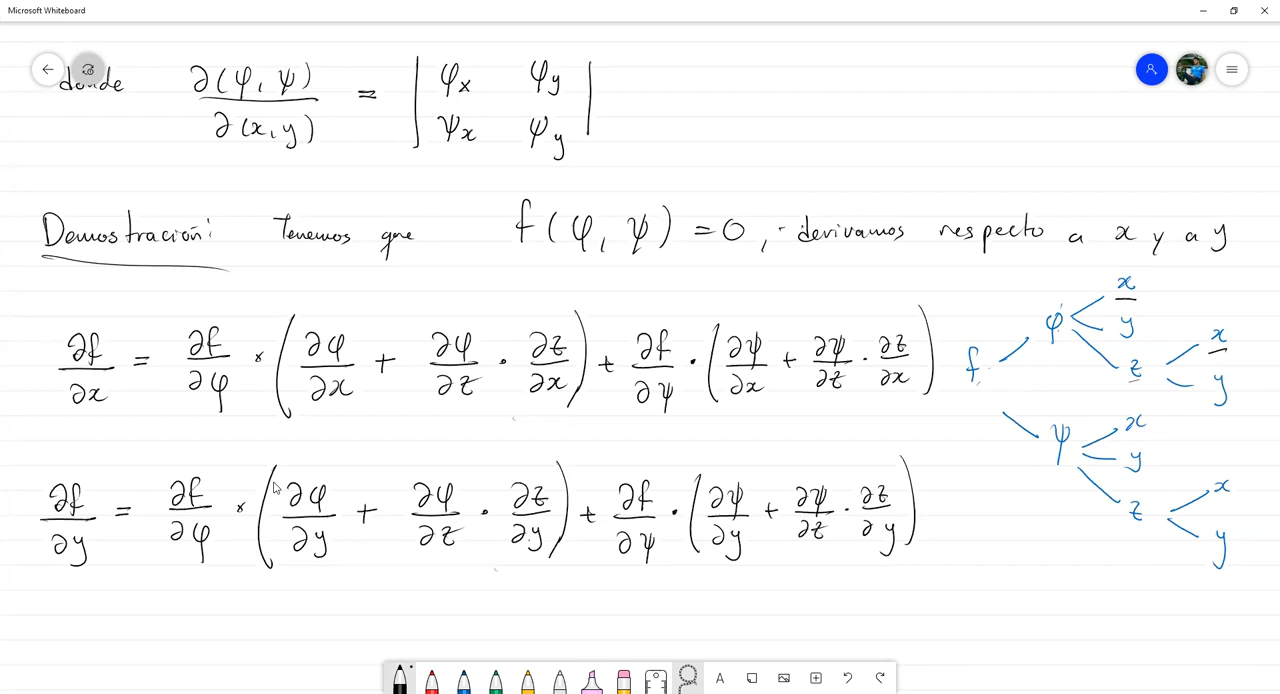 Microsoft Whiteboard
donde ∂(φ, ψ)/∂(x, y) = | φx φy ; ψx ψy |
Demostración: Tenemos que f(φ, ψ) = 0, derivamos respecto a x y a y
∂f/∂x = ∂f/∂φ * (∂φ/∂x + ∂φ/∂z · ∂z/∂x) + ∂f/∂ψ · (∂ψ/∂x + ∂ψ/∂z · ∂z/∂x)
∂f/∂y = ∂f/∂φ * (∂φ/∂y + ∂φ/∂z · ∂z/∂y) + ∂f/∂ψ · (∂ψ/∂y + ∂ψ/∂z · ∂z/∂y)
x
φ y
x
f z
y
x
ψ y
x
z
y
A